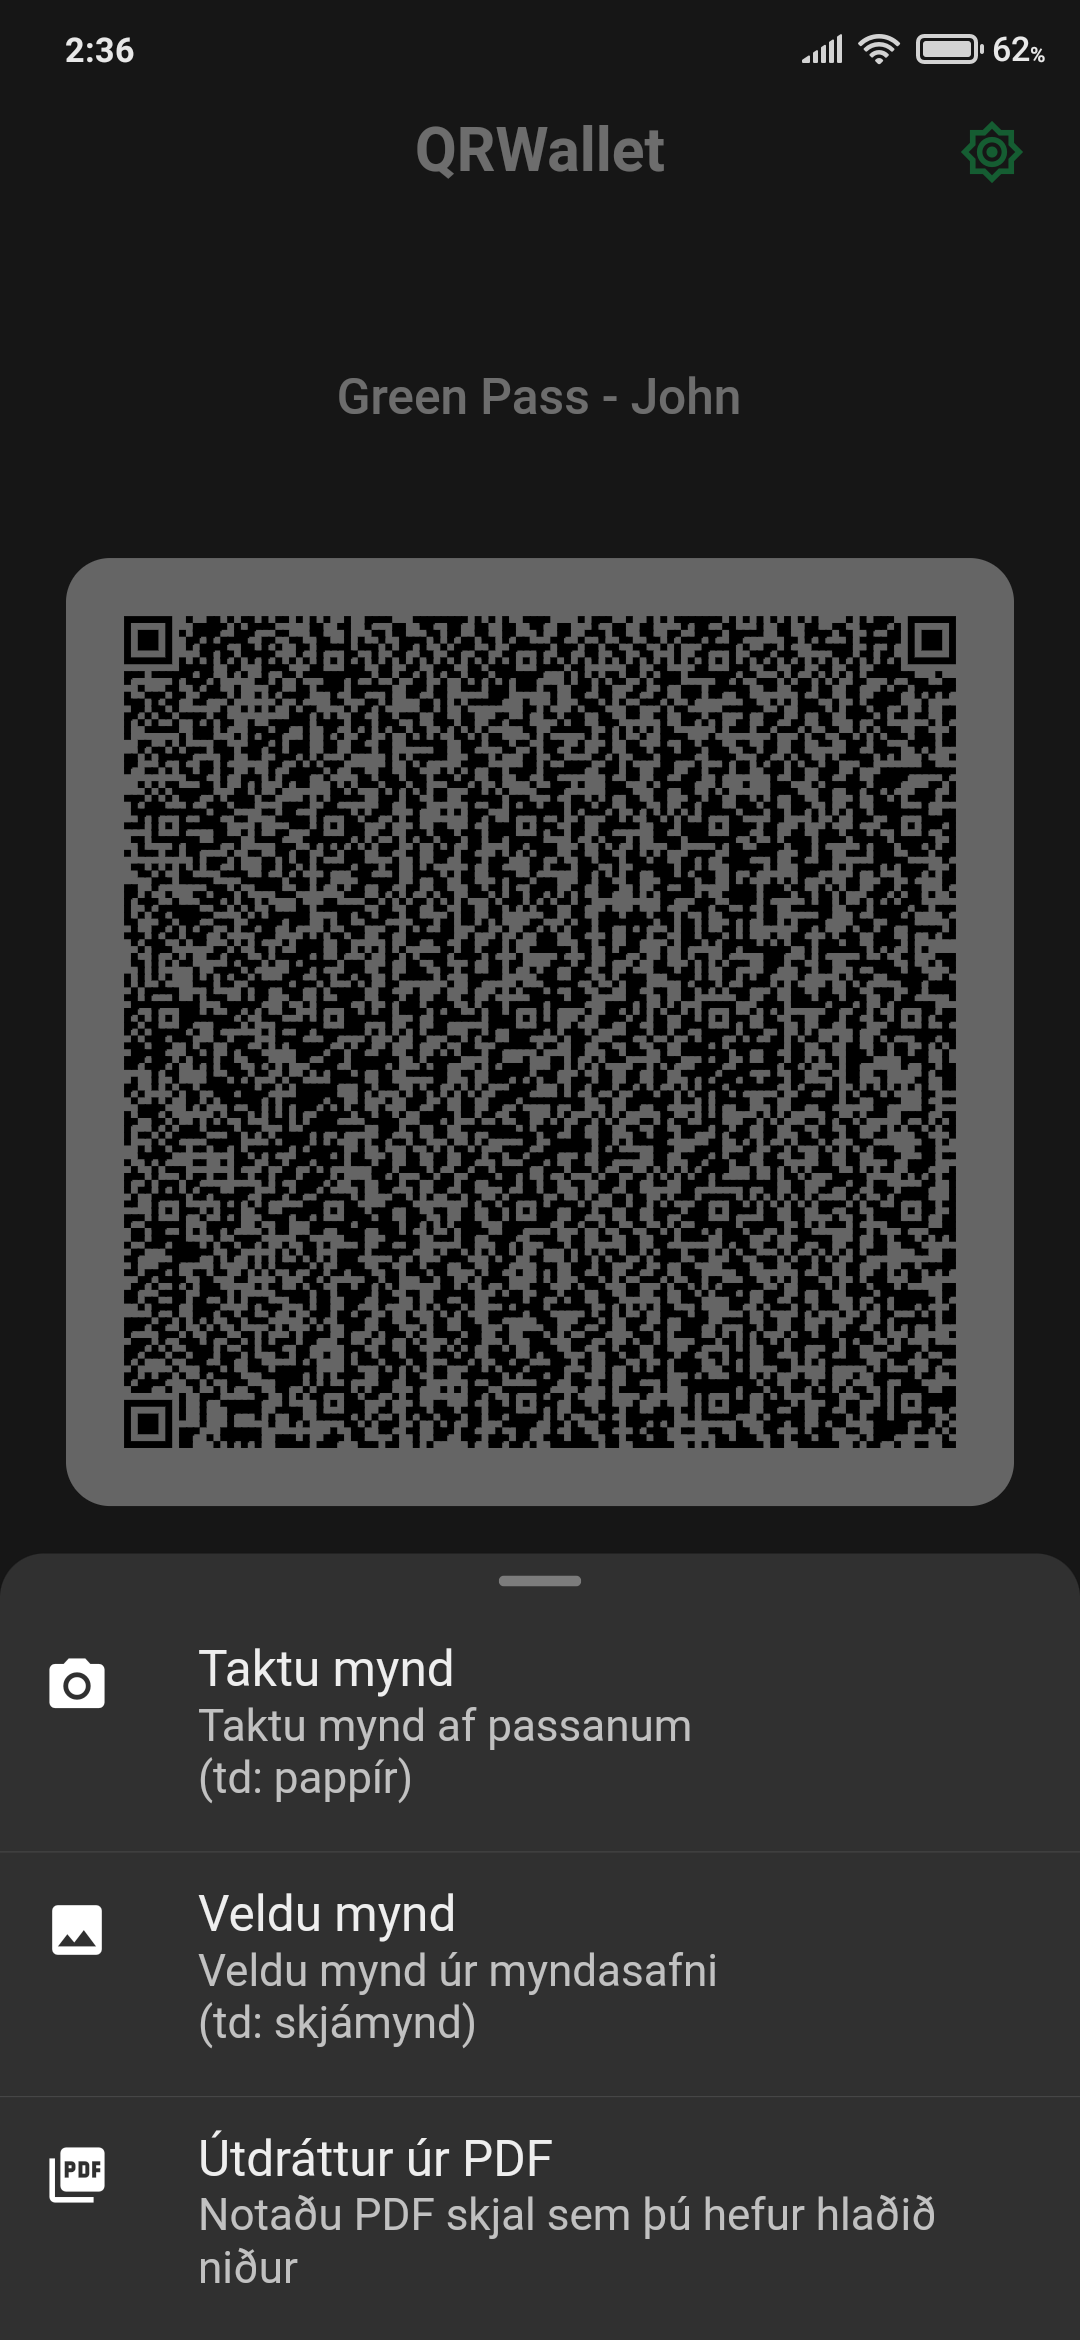 2:36
62%
QRWallet
Green Pass - John
Taktu mynd
Taktu mynd af passanum
(td: pappír)
Veldu mynd
Veldu mynd úr myndasafni
(td: skjámynd)
PDF
Útdráttur úr PDF
Notaðu PDF skjal sem þú hefur hlaðið
niður